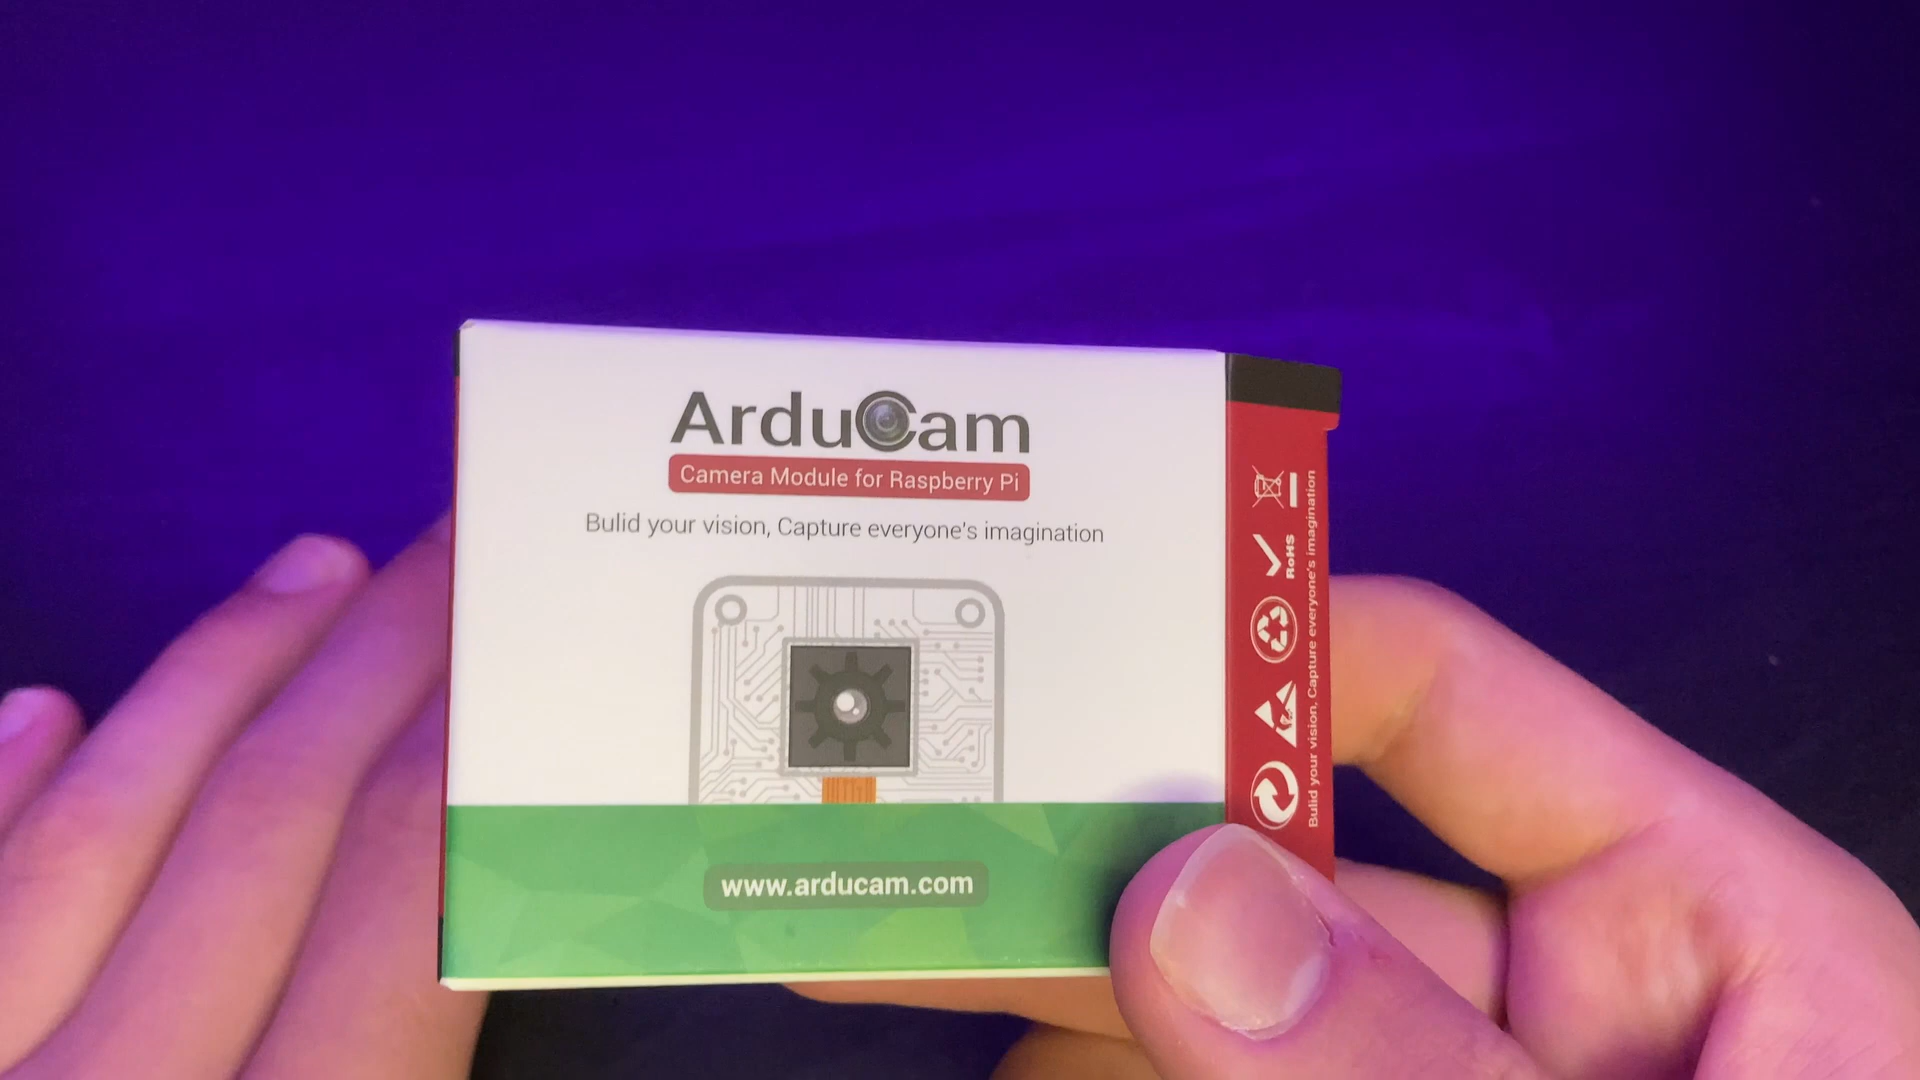 ArduCam
Camera Module for Raspberry Pi
Bulid your vision, Capture everyone's imagination
www.arducam.com
RoHS
Bulid your vision, Capture everyone's imagination